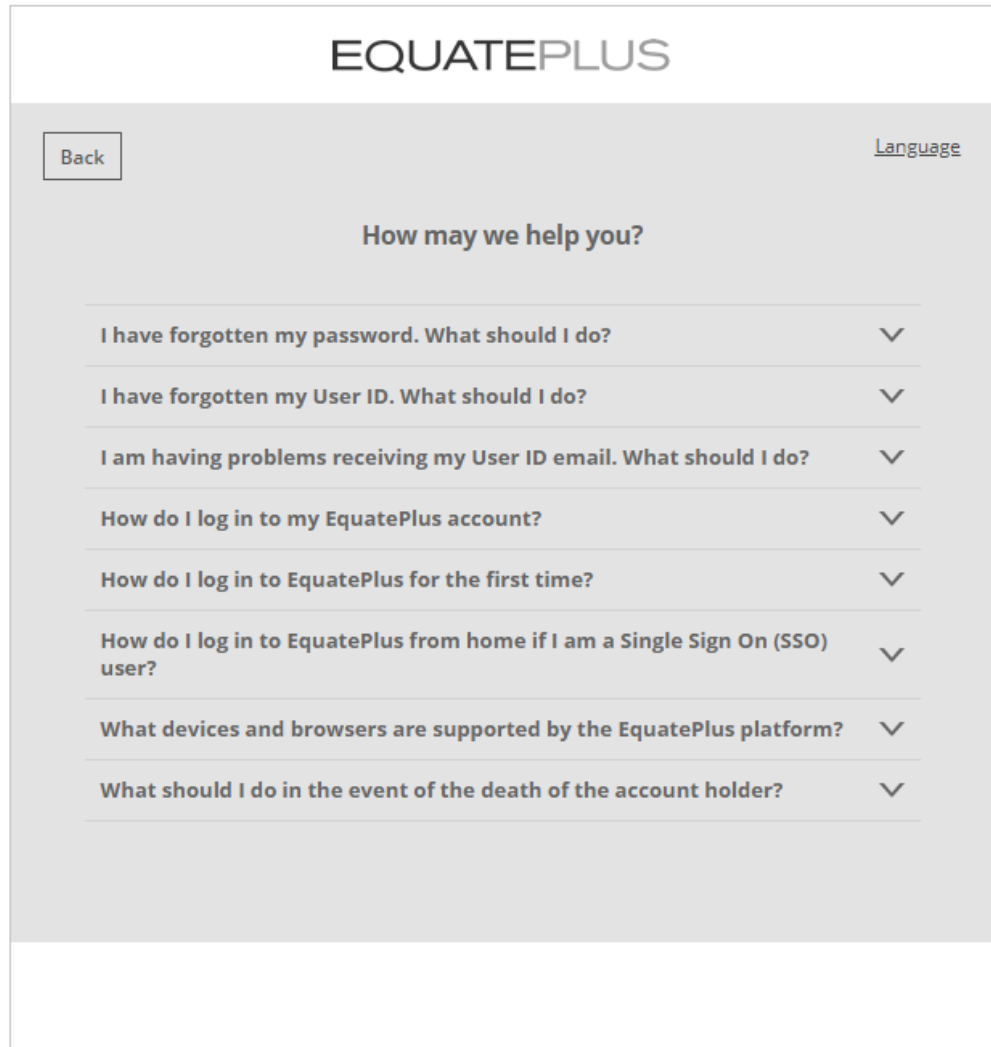 EQUATEPLUS
Back
Language
How may we help you?
I have forgotten my password. What should I do?
I have forgotten my User ID. What should I do?
I am having problems receiving my User ID email. What should I do?
How do I log in to my EquatePlus account?
How do I log in to EquatePlus for the first time?
How do I log in to EquatePlus from home if I am a Single Sign On (SSO)
user?
What devices and browsers are supported by the EquatePlus platform?
What should I do in the event of the death of the account holder?